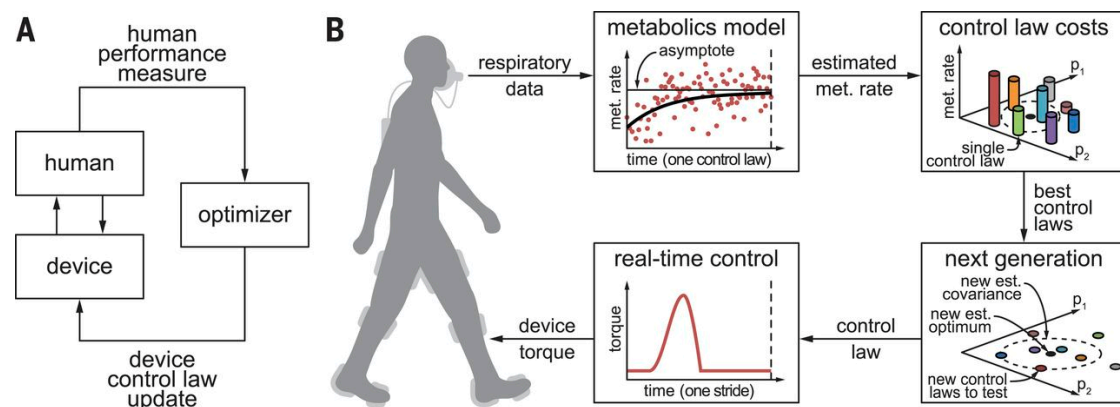 A
human
performance
measure
human
device
optimizer
device
control law
update
B
respiratory
data
metabolics model
asymptote
met. rate
time (one control law)
estimated
met. rate
control law costs
met. rate
p1
single
control law
p2
best
control
laws
next generation
new est.
covariance
p1
new est.
optimum
new control
laws to test
p2
control
law
real-time control
torque
time (one stride)
device
torque